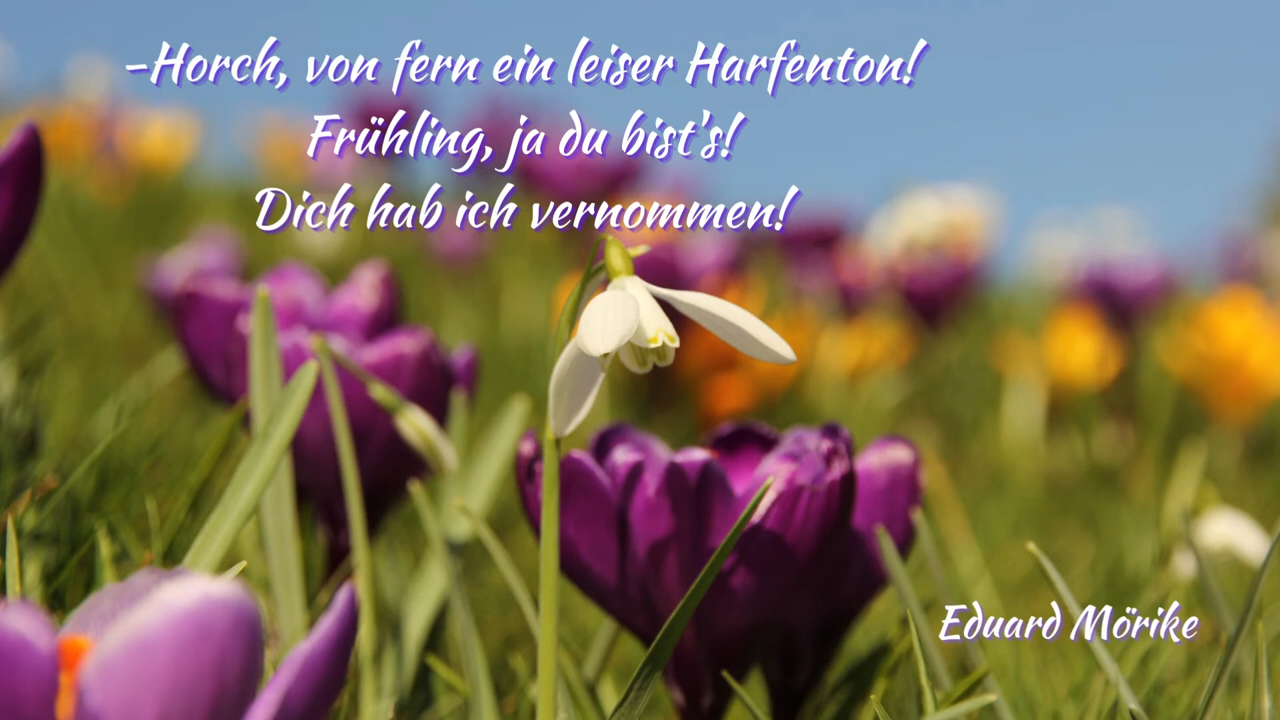 -Horch, von fern ein leiser Harfenton!
Frühling, ja du bist's!
Dich hab ich vernommen!
Eduard Mörike